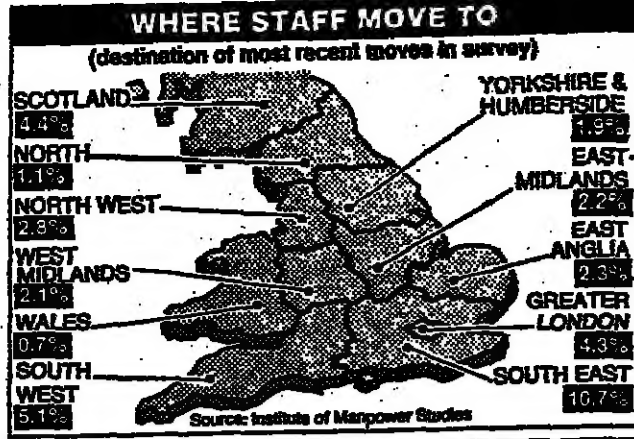 WHERE STAFF MOVE TO
(destination of most recent moves in survey)
SCOTLAND
4.4%
NORTH
1.1%
NORTH WEST
2.8%
WEST
MIDLANDS
2.1%
WALES
0.7%
SOUTH
WEST
5.1%
YORKSHIRE &
HUMBERSIDE
1.9%
EAST
MIDLANDS
2.2%
EAST
ANGLIA
2.3%
GREATER
LONDON
4.3%
SOUTH EAST
10.7%
Source: Institute of Manpower Studies